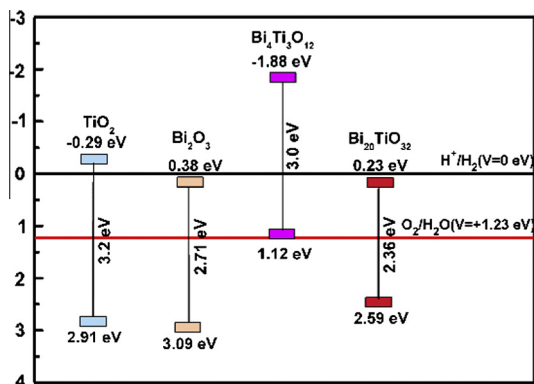 -3
-2
-1
0
1
2
3
4
TiO2
-0.29 eV
3.2 eV
2.91 eV
Bi2O3
0.38 eV
2.71 eV
3.09 eV
Bi4Ti3O12
-1.88 eV
3.0 eV
1.12 eV
Bi20TiO32
0.23 eV
2.36 eV
2.59 eV
H+/H2(V=0 eV)
O2/H2O(V=+1.23 eV)